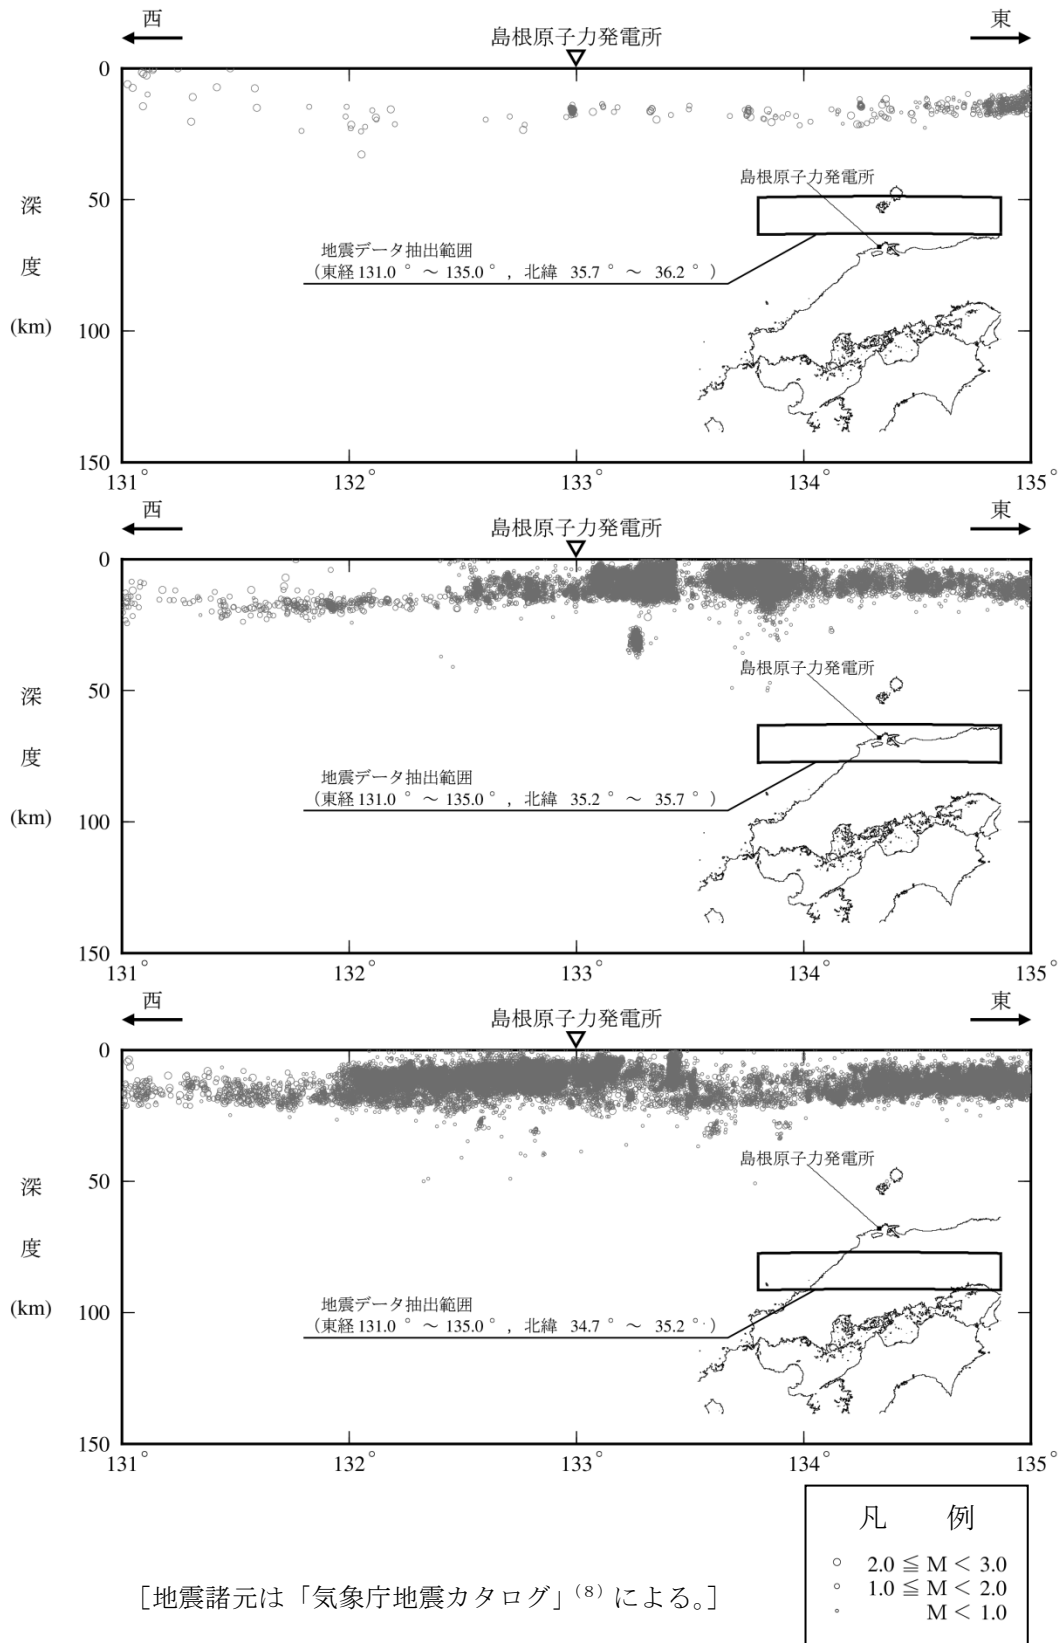 西
東
島根原子力発電所
0
50
100
150
深
度
(km)
島根原子力発電所
地震データ抽出範囲
(東経131.0°～135.0°, 北緯 35.7°～ 36.2°)
131° 132° 133° 134° 135°
西
東
島根原子力発電所
0
50
100
150
深
度
(km)
島根原子力発電所
地震データ抽出範囲
(東経131.0°～135.0°, 北緯 35.2°～ 35.7°)
131° 132° 133° 134° 135°
西
東
島根原子力発電所
0
50
100
150
深
度
(km)
島根原子力発電所
地震データ抽出範囲
(東経131.0°～135.0°, 北緯 34.7°～ 35.2°)
131° 132° 133° 134° 135°
凡 例
2.0 ≦ M < 3.0
1.0 ≦ M < 2.0
M < 1.0
[地震諸元は「気象庁地震カタログ」(8)による。]